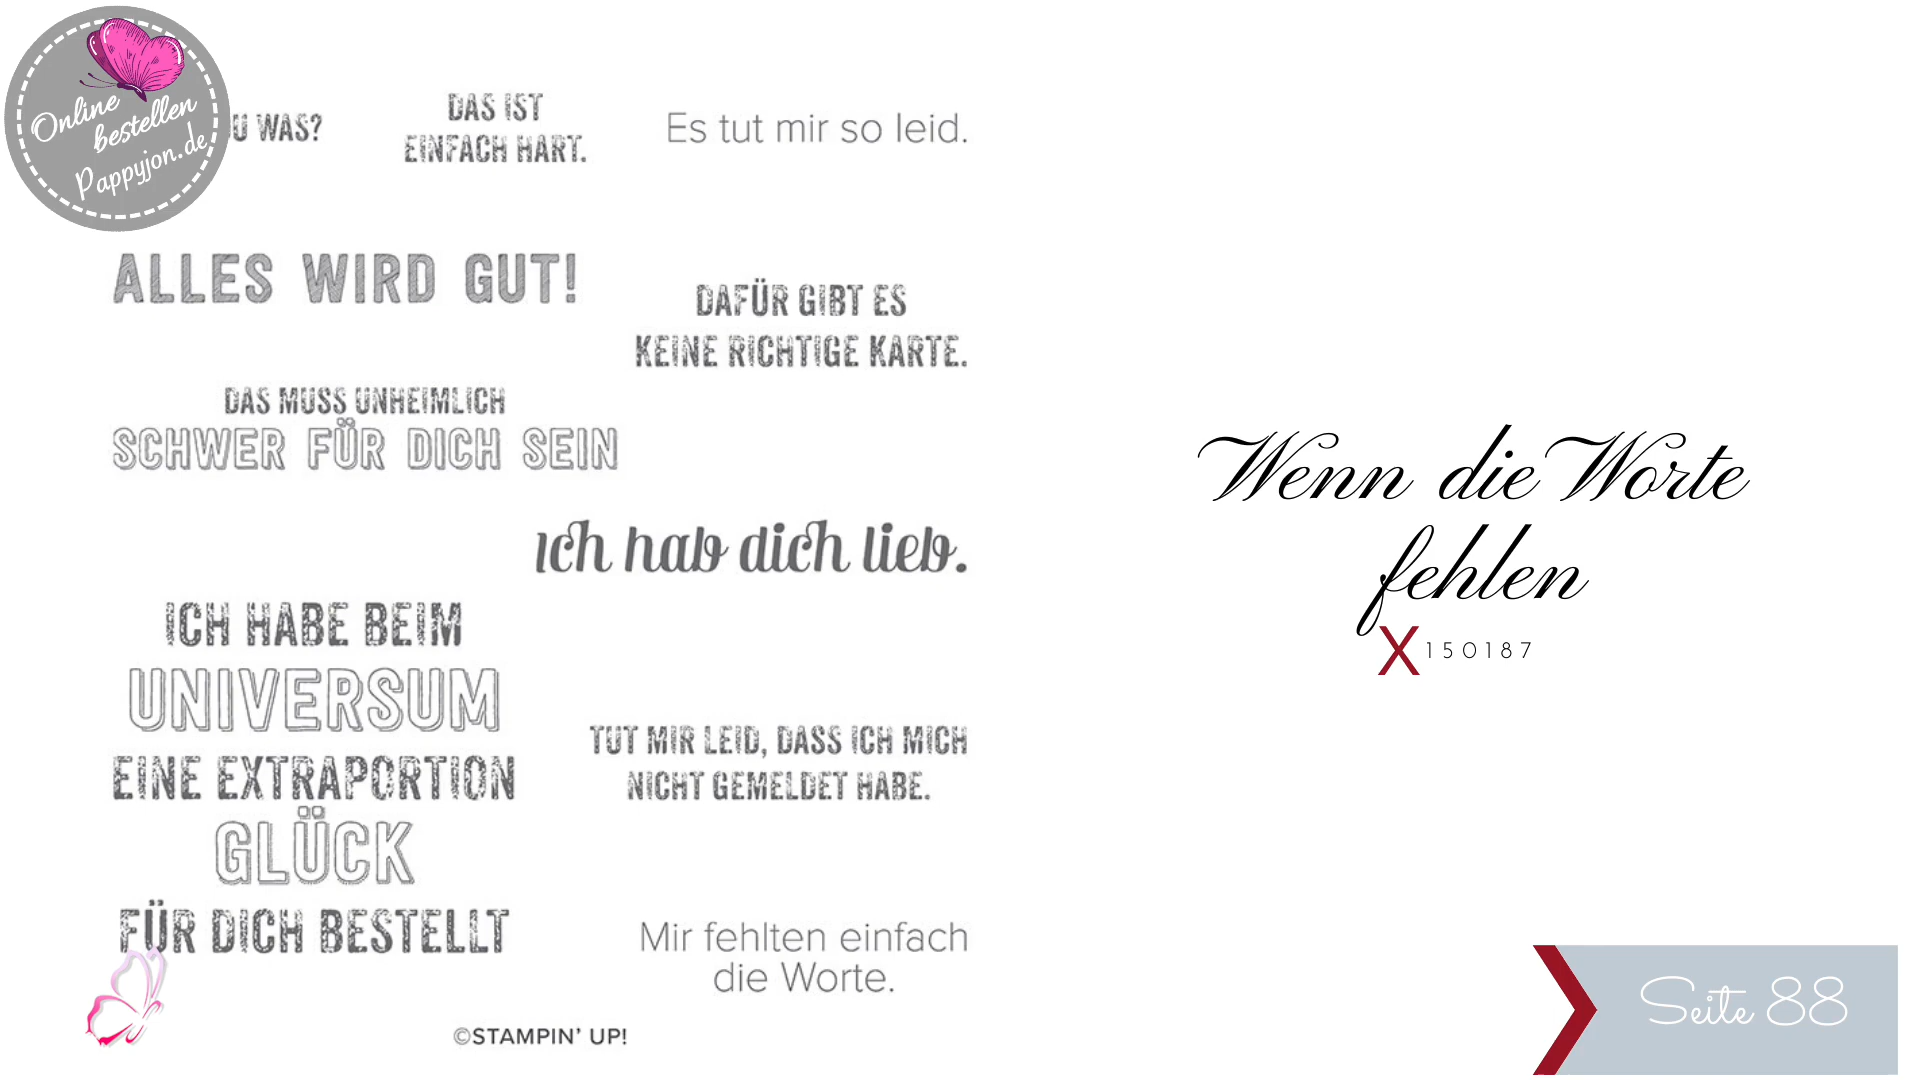 Online
bestellen
Pappyjon.de
U WAS?
DAS IST
EINFACH HART.
Es tut mir so leid.
ALLES WIRD GUT!
DAFÜR GIBT ES
KEINE RICHTIGE KARTE.
DAS MUSS UNHEIMLICH
SCHWER FÜR DICH SEIN
ich hab dich lieb.
ICH HABE BEIM
UNIVERSUM
EINE EXTRAPORTION
GLÜCK
FÜR DICH BESTELLT
TUT MIR LEID, DASS ICH MICH
NICHT GEMELDET HABE.
Mir fehlten einfach
die Worte.
©STAMPIN' UP!
Wenn die Worte
fehlen
X 150187
Seite 88